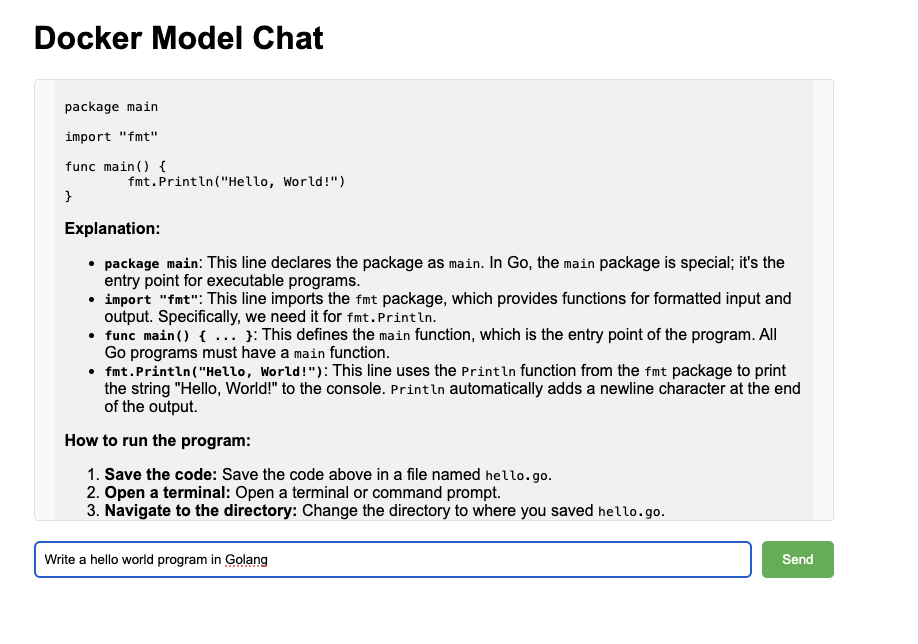 Docker Model Chat
package main
import "fmt"
func main() {
        fmt.Println("Hello, World!")
}
Explanation:
• package main: This line declares the package as main. In Go, the main package is special; it's the
entry point for executable programs.
• import "fmt": This line imports the fmt package, which provides functions for formatted input and
output. Specifically, we need it for fmt.Println.
• func main() { ... }: This defines the main function, which is the entry point of the program. All
Go programs must have a main function.
• fmt.Println("Hello, World!"): This line uses the Println function from the fmt package to print
the string "Hello, World!" to the console. Println automatically adds a newline character at the end
of the output.
How to run the program:
1. Save the code: Save the code above in a file named hello.go.
2. Open a terminal: Open a terminal or command prompt.
3. Navigate to the directory: Change the directory to where you saved hello.go.
Write a hello world program in Golang
Send